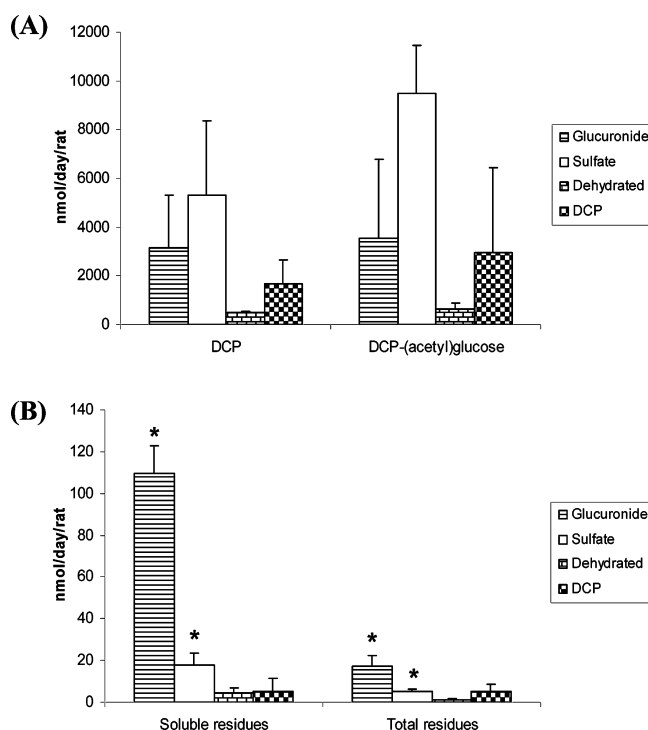 (A)
12000
10000
8000
6000
4000
2000
0
nmol/day/rat
DCP
DCP-(acetyl)glucose
Glucuronide
Sulfate
Dehydrated
DCP
(B)
140
120
100
80
60
40
20
0
nmol/day/rat
*
*
*
*
Soluble residues
Total residues
Glucuronide
Sulfate
Dehydrated
DCP